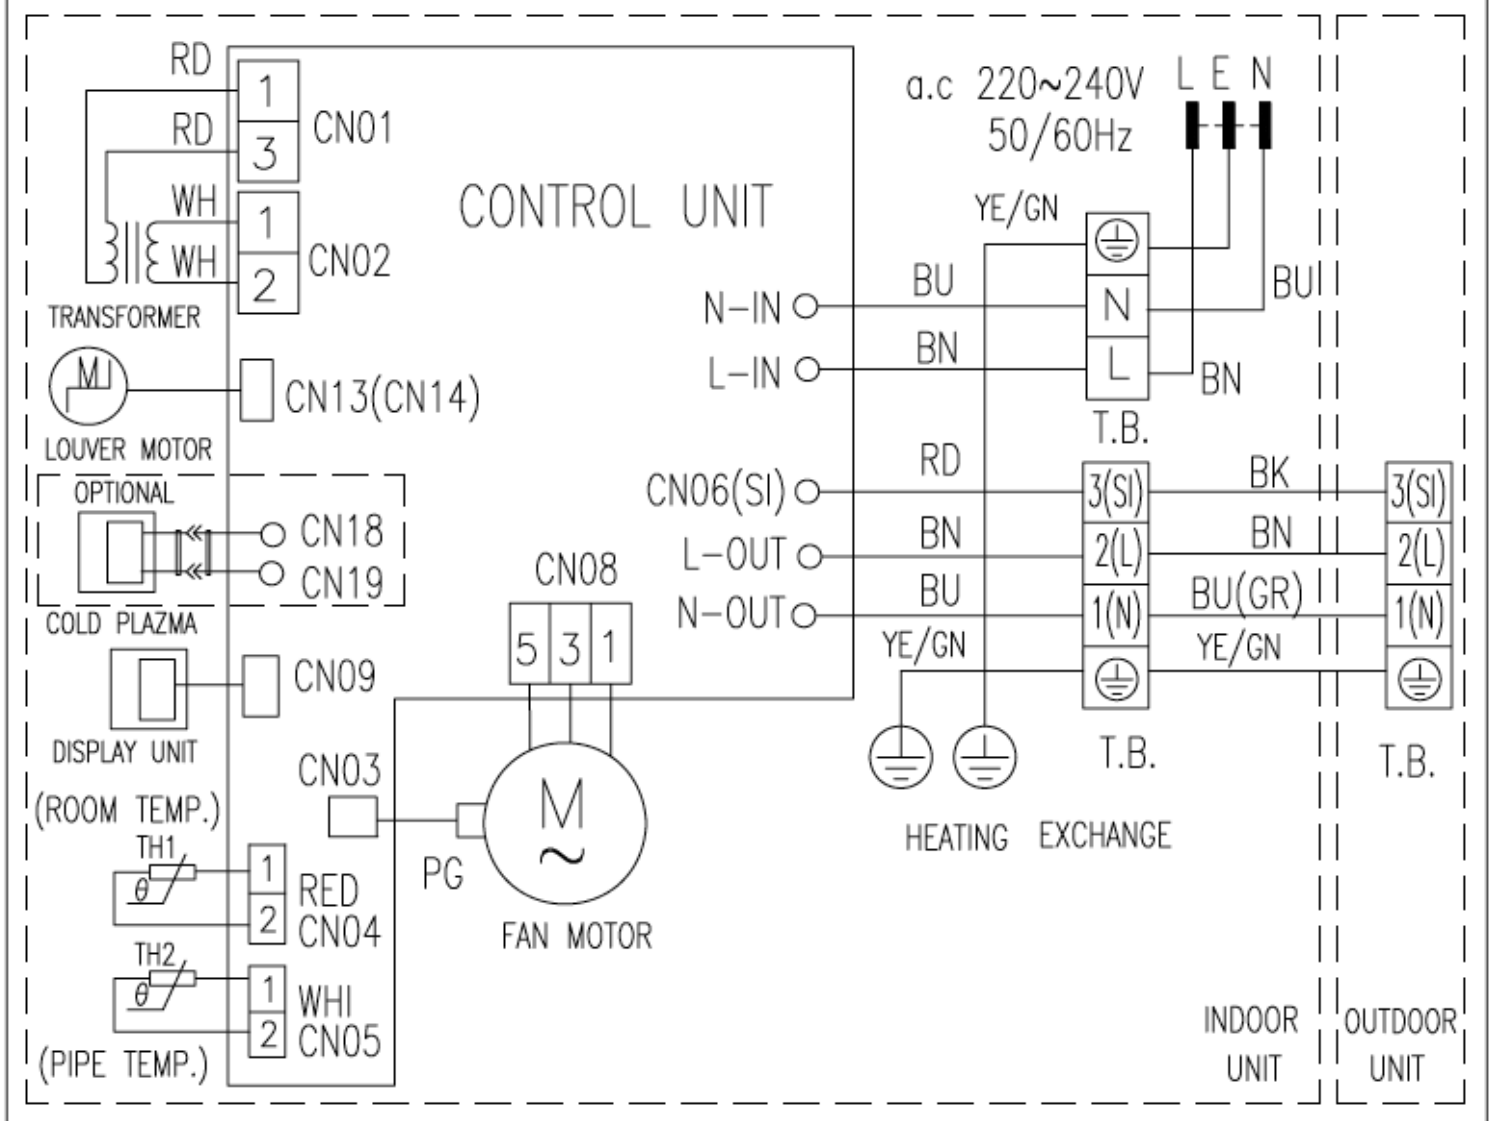 RD
1
CN01
RD
3
WH
1
CN02
WH
2
TRANSFORMER
M
CN13(CN14)
LOUVER MOTOR
OPTIONAL
CN18
CN19
COLD PLAZMA
CN09
DISPLAY UNIT
(ROOM TEMP.)
TH1
θ
1
2
RED
CN04
TH2
θ
1
2
WHI
CN05
(PIPE TEMP.)
CONTROL UNIT
CN08
5 3 1
CN03
PG
M
~
FAN MOTOR
a.c 220~240V
50/60Hz
L E N
YE/GN
N-IN
BU
N
BU
L-IN
BN
L
BN
T.B.
CN06(SI)
RD
3(SI)
BK
3(SI)
L-OUT
BN
2(L)
BN
2(L)
N-OUT
BU
1(N)
BU(GR)
1(N)
YE/GN
YE/GN
T.B.
T.B.
HEATING EXCHANGE
INDOOR
UNIT
OUTDOOR
UNIT